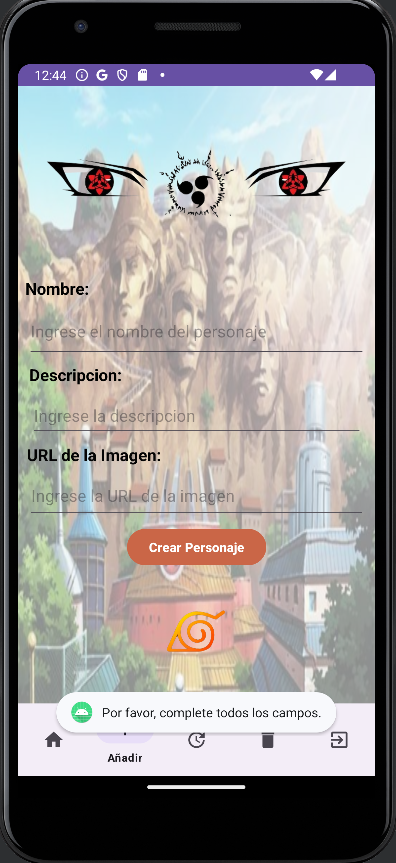 12:44
Nombre:
Ingrese el nombre del personaje
Descripcion:
Ingrese la descripcion
URL de la Imagen:
Ingrese la URL de la imagen
Crear Personaje
Por favor, complete todos los campos.
Añadir